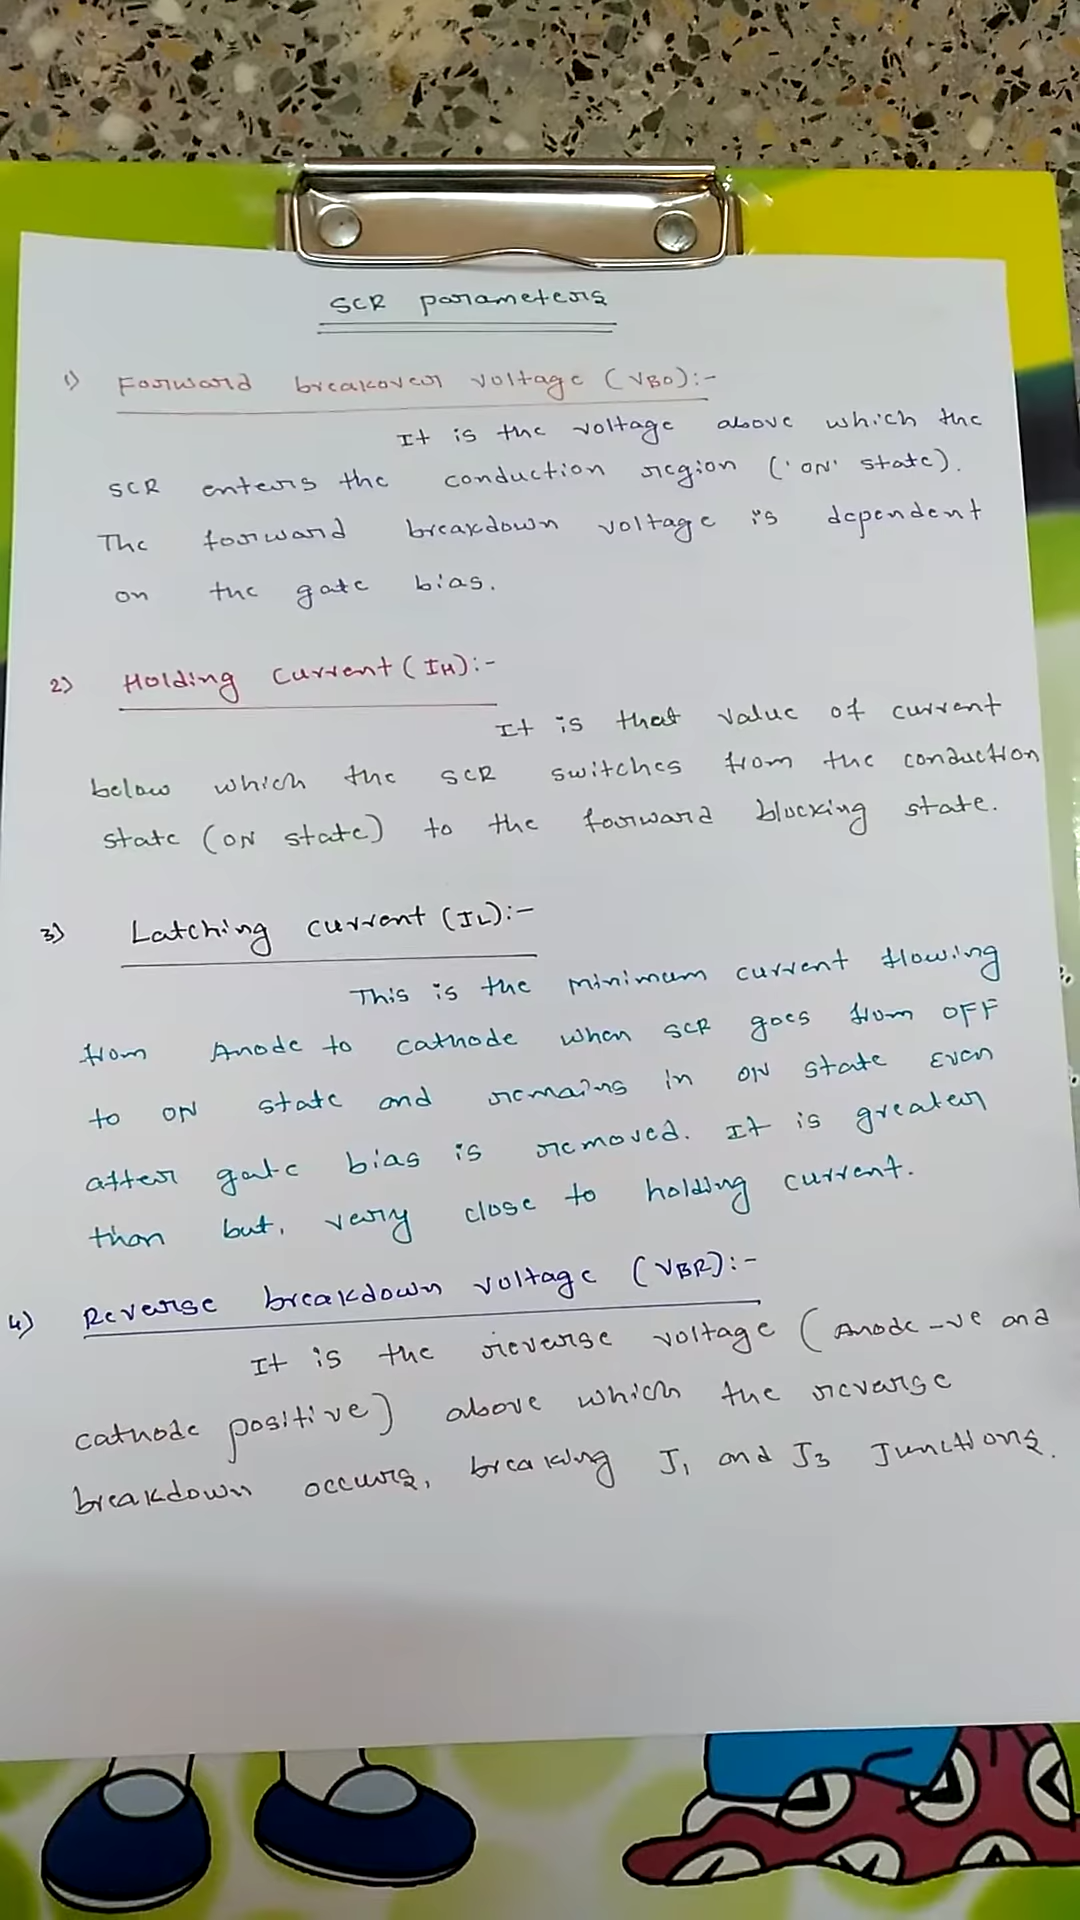 SCR parameters
1) Forward breakover voltage (VBO):-
It is the voltage above which the
SCR enters the conduction region ('ON' state).
The forward breakdown voltage is dependent
on the gate bias.
2) Holding current (IH):-
It is that value of current
below which the SCR switches from the conduction
state (ON state) to the forward blocking state.
3) Latching current (IL):-
This is the minimum current flowing
from Anode to cathode when SCR goes from OFF
to ON state and remains in ON state even
after gate bias is removed. It is greater
than but, very close to holding current.
4) Reverse breakdown voltage (VBR):-
It is the reverse voltage (Anode -ve and
cathode positive) above which the reverse
breakdown occurs, breaking J1 and J3 Junctions.